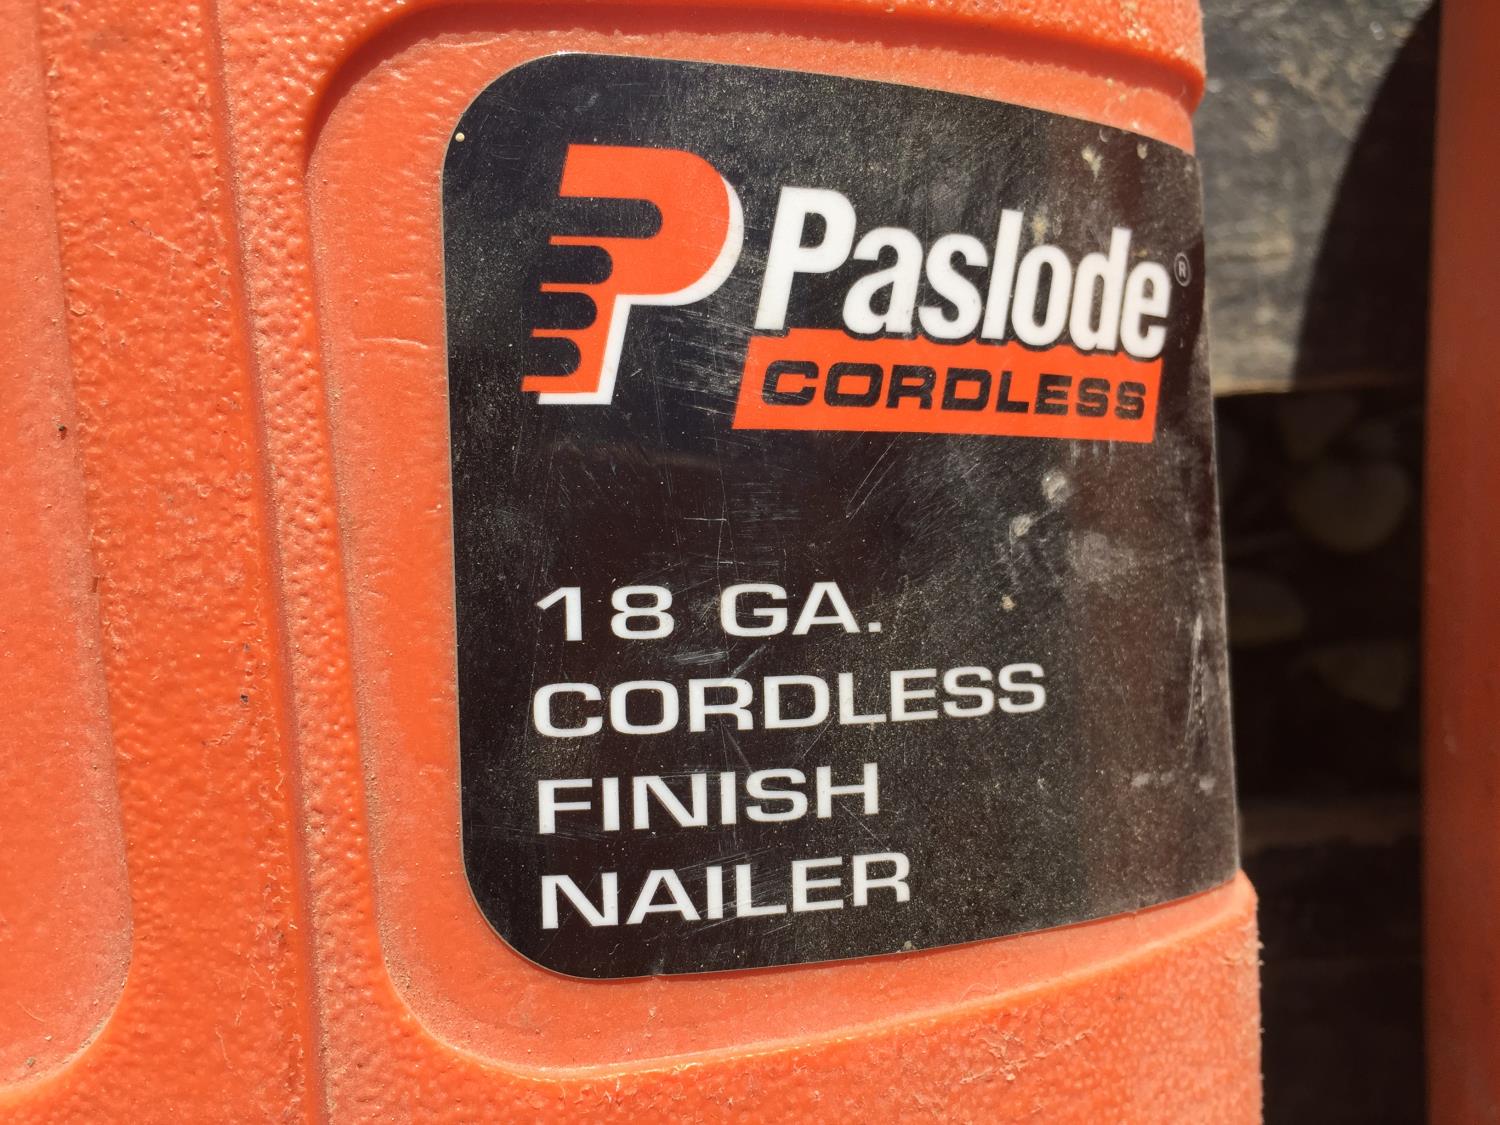 Paslode®
CORDLESS
18 GA.
CORDLESS
FINISH
NAILER